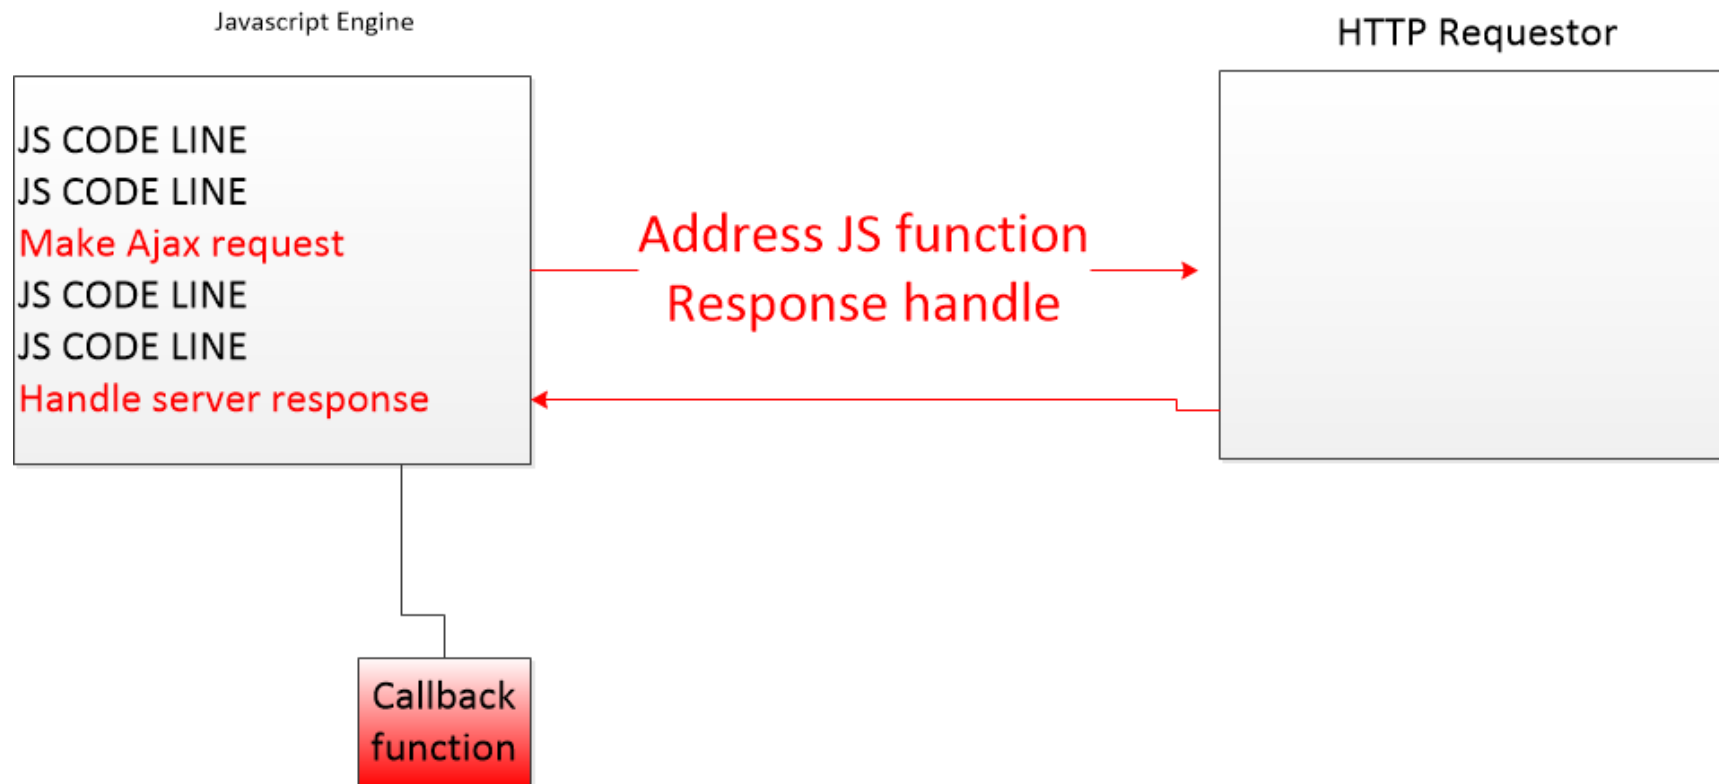 Javascript Engine
HTTP Requestor
JS CODE LINE
JS CODE LINE
Make Ajax request
JS CODE LINE
JS CODE LINE
Handle server response
Address JS function
Response handle
Callback
function